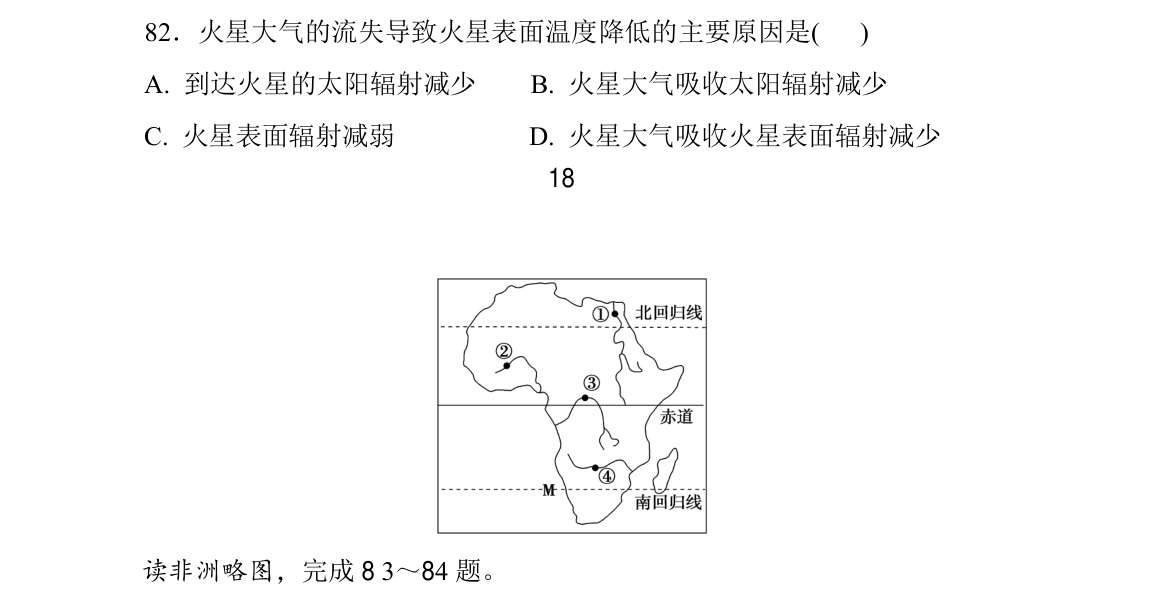 82．火星大气的流失导致火星表面温度降低的主要原因是(　)
A. 到达火星的太阳辐射减少　　B. 火星大气吸收太阳辐射减少
C. 火星表面辐射减弱　　D. 火星大气吸收火星表面辐射减少
18
① 北回归线
②
③
赤道
④
M
南回归线
读非洲略图，完成 8 3～84 题。